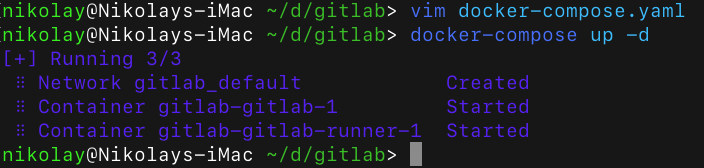 nikolay@Nikolays-iMac ~/d/gitlab> vim docker-compose.yaml
nikolay@Nikolays-iMac ~/d/gitlab> docker-compose up -d
[+] Running 3/3
⠿ Network gitlab_default Created
⠿ Container gitlab-gitlab-1 Started
⠿ Container gitlab-gitlab-runner-1 Started
nikolay@Nikolays-iMac ~/d/gitlab>